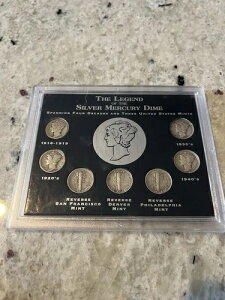 The Legend
of the
Silver Mercury Dime
Spanning Four Decades and Three United States Mints
1916-1919
1930's
1920's
1940's
Reverse
San Francisco
Mint
Reverse
Denver
Mint
Reverse
Philadelphia
Mint